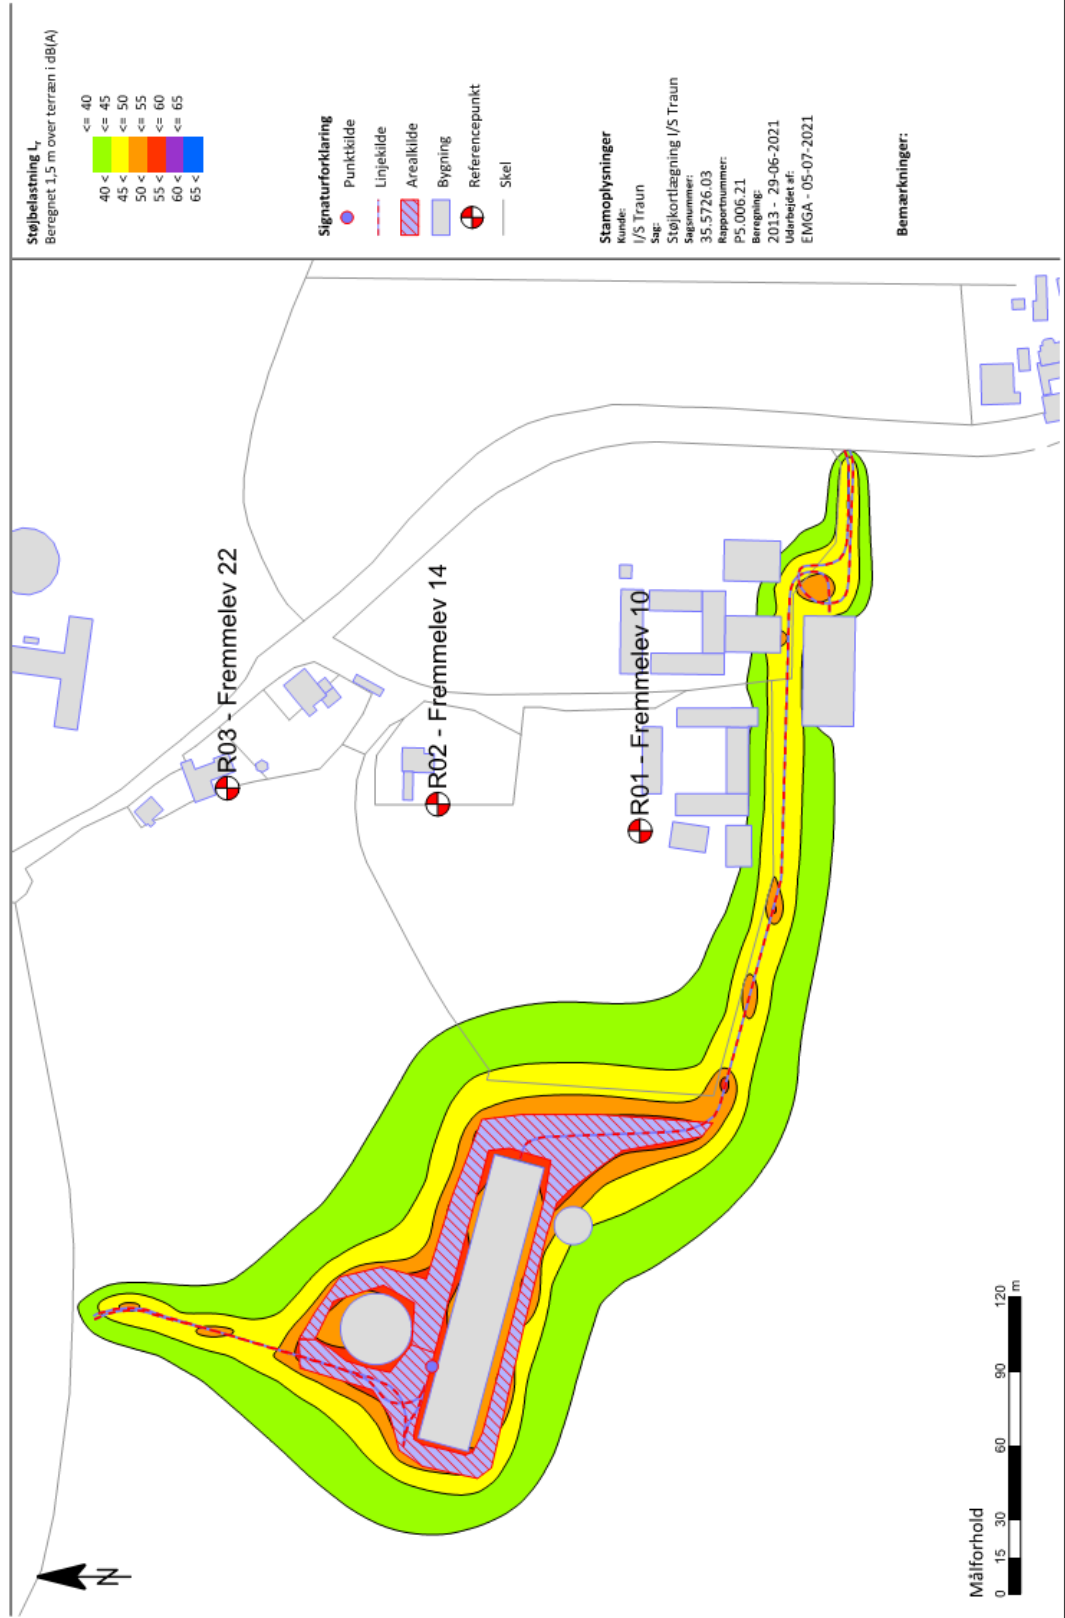 Støjbelastning Lr
Beregnet 1,5 m over terræn i dB(A)
<= 40
40 < <= 45
45 < <= 50
50 < <= 55
55 < <= 60
60 < <= 65
65 <
Signaturforklaring
Punktkilde
Linjekilde
Arealkilde
Bygning
Referencepunkt
Skel
Stamoplysninger
Kunde:
I/S Traun
Sag:
Støjkortlægning I/S Traun
Sagsnummer:
35.5726.03
Rapportnummer:
P5.006.21
Beregning:
2013 - 29-06-2021
Udarbejdet af:
EMGA - 05-07-2021
Bemærkninger:
R03 - Fremmelev 22
R02 - Fremmelev 14
R01 - Fremmelev 10
N
Målforhold
0 15 30 60 90 120
m